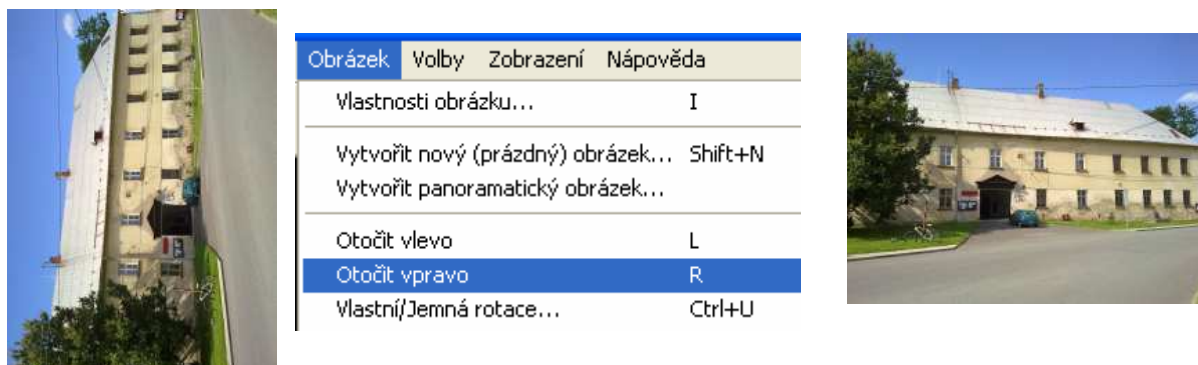 Obrázek Volby Zobrazení Nápověda
Vlastnosti obrázku... I
Vytvořit nový (prázdný) obrázek... Shift+N
Vytvořit panoramatický obrázek...
Otočit vlevo L
Otočit vpravo R
Vlastní/Jemná rotace... Ctrl+U